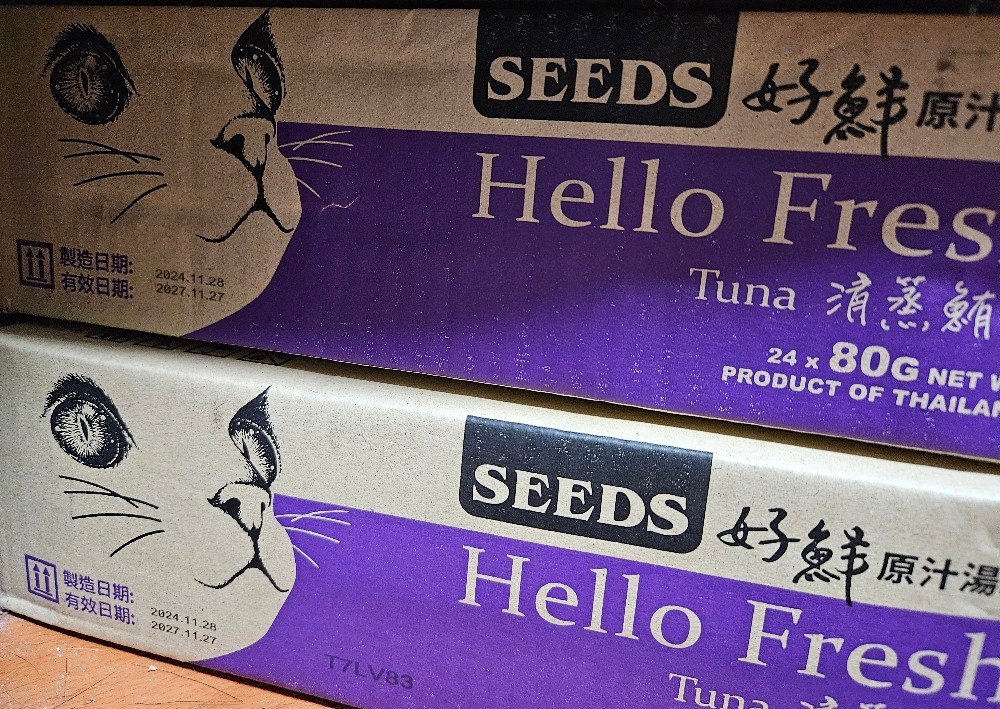 SEEDS
好鮮 原汁
Hello Fres
Tuna 清蒸鮪
24 x 80G NET
PRODUCT OF THAILA
製造日期: 2024.11.28
有效日期: 2027.11.27
SEEDS
好鮮 原汁湯
Hello Fresh
Tuna 清蒸
製造日期: 2024.11.28
有效日期: 2027.11.27
T7LV83